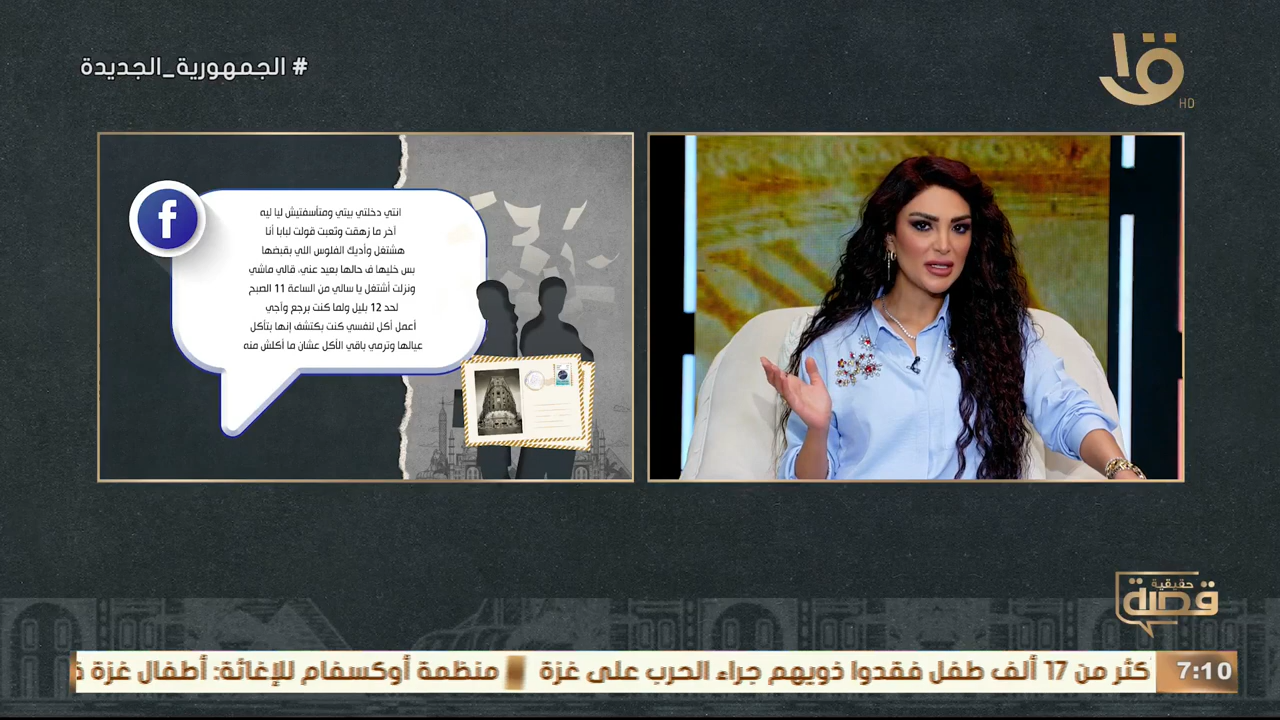 # الجمهورية_الجديدة
HD
انتي دخلتي بيتي ومتأسفتيش ليا ليه
آخر ما زهقت وتعبت قولت لبابا أنا
هشتغل وأديك الفلوس اللي بقبضها
بس خليها ف حالها بعيد عني، قالي ماشي
ونزلت أشتغل يا سالي من الساعة 11 الصبح
لحد 12 بليل ولما كنت برجع وآجي
أعمل أكل لنفسي كنت بكتشف إنها بتأكل
عيالها وترمي باقي الأكل عشان ما أكلش منه
قصة
حقيقية
7:10
كثر من 17 ألف طفل فقدوا ذويهم جراء الحرب على غزة
منظمة أوكسفام للإغاثة: أطفال غزة